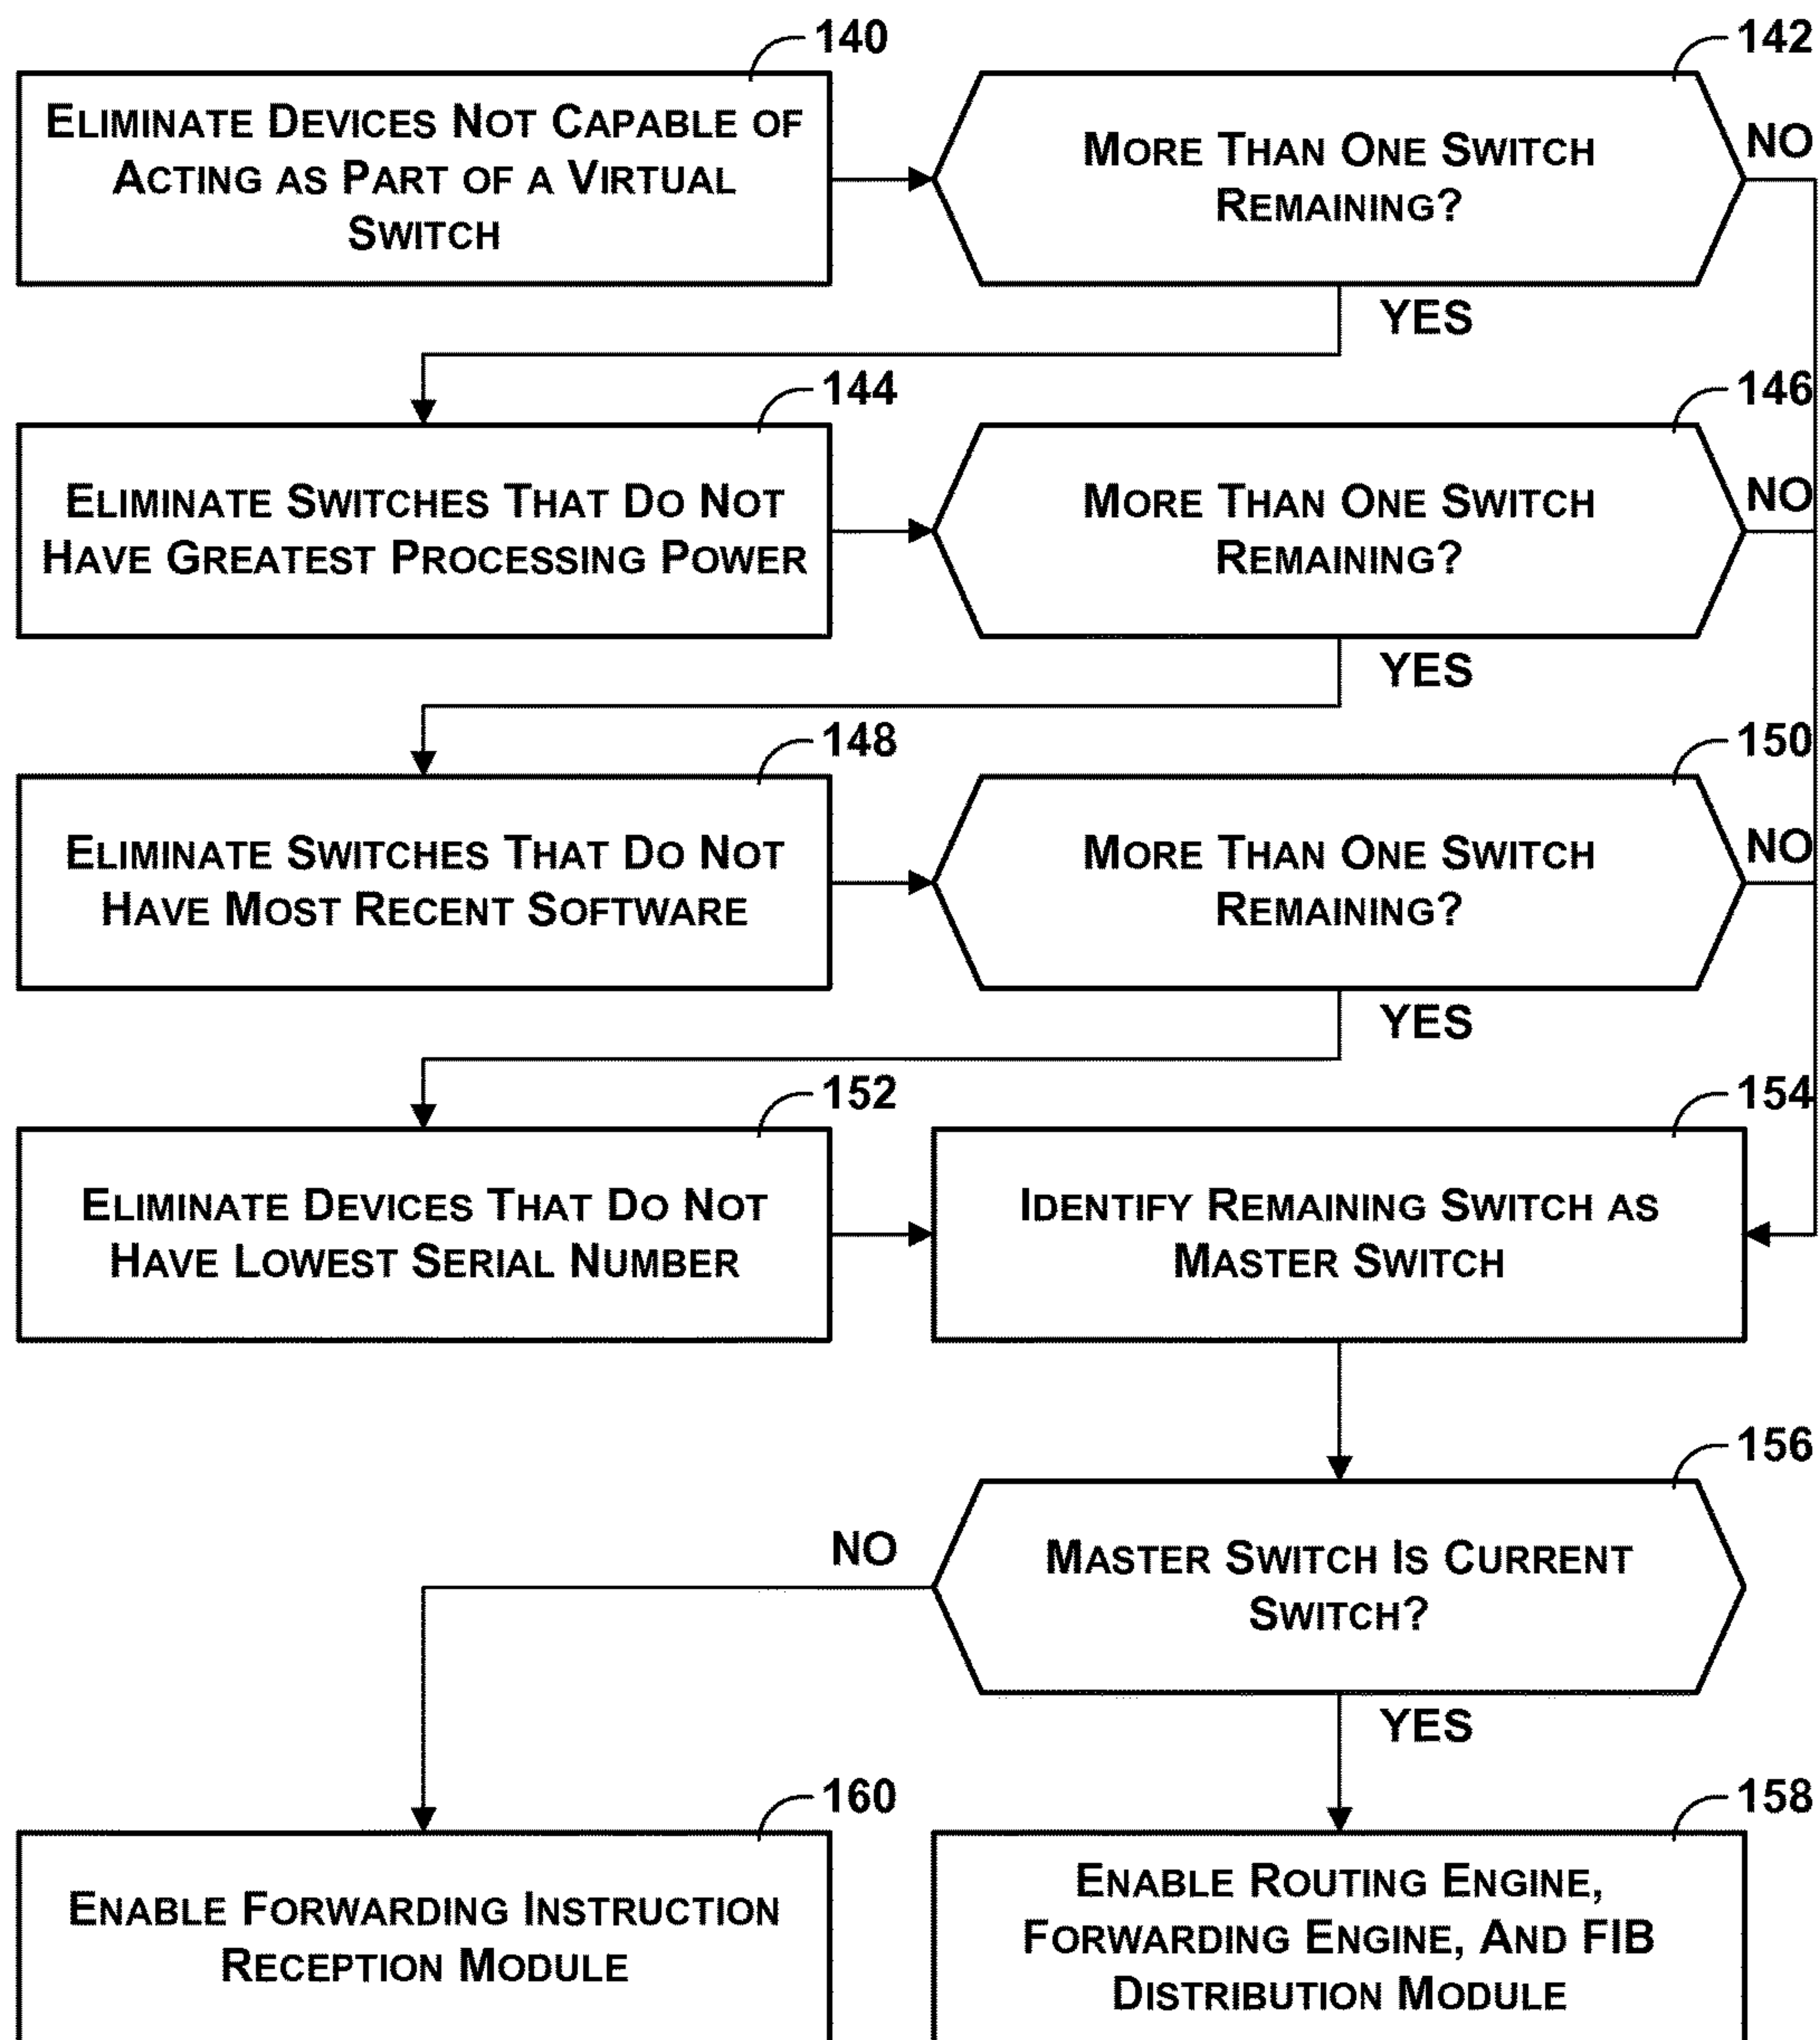 140
ELIMINATE DEVICES NOT CAPABLE OF
ACTING AS PART OF A VIRTUAL
SWITCH
142
MORE THAN ONE SWITCH
REMAINING?
NO
YES
144
ELIMINATE SWITCHES THAT DO NOT
HAVE GREATEST PROCESSING POWER
146
MORE THAN ONE SWITCH
REMAINING?
NO
YES
148
ELIMINATE SWITCHES THAT DO NOT
HAVE MOST RECENT SOFTWARE
150
MORE THAN ONE SWITCH
REMAINING?
NO
YES
152
ELIMINATE DEVICES THAT DO NOT
HAVE LOWEST SERIAL NUMBER
154
IDENTIFY REMAINING SWITCH AS
MASTER SWITCH
156
MASTER SWITCH IS CURRENT
SWITCH?
NO
YES
160
ENABLE FORWARDING INSTRUCTION
RECEPTION MODULE
158
ENABLE ROUTING ENGINE,
FORWARDING ENGINE, AND FIB
DISTRIBUTION MODULE